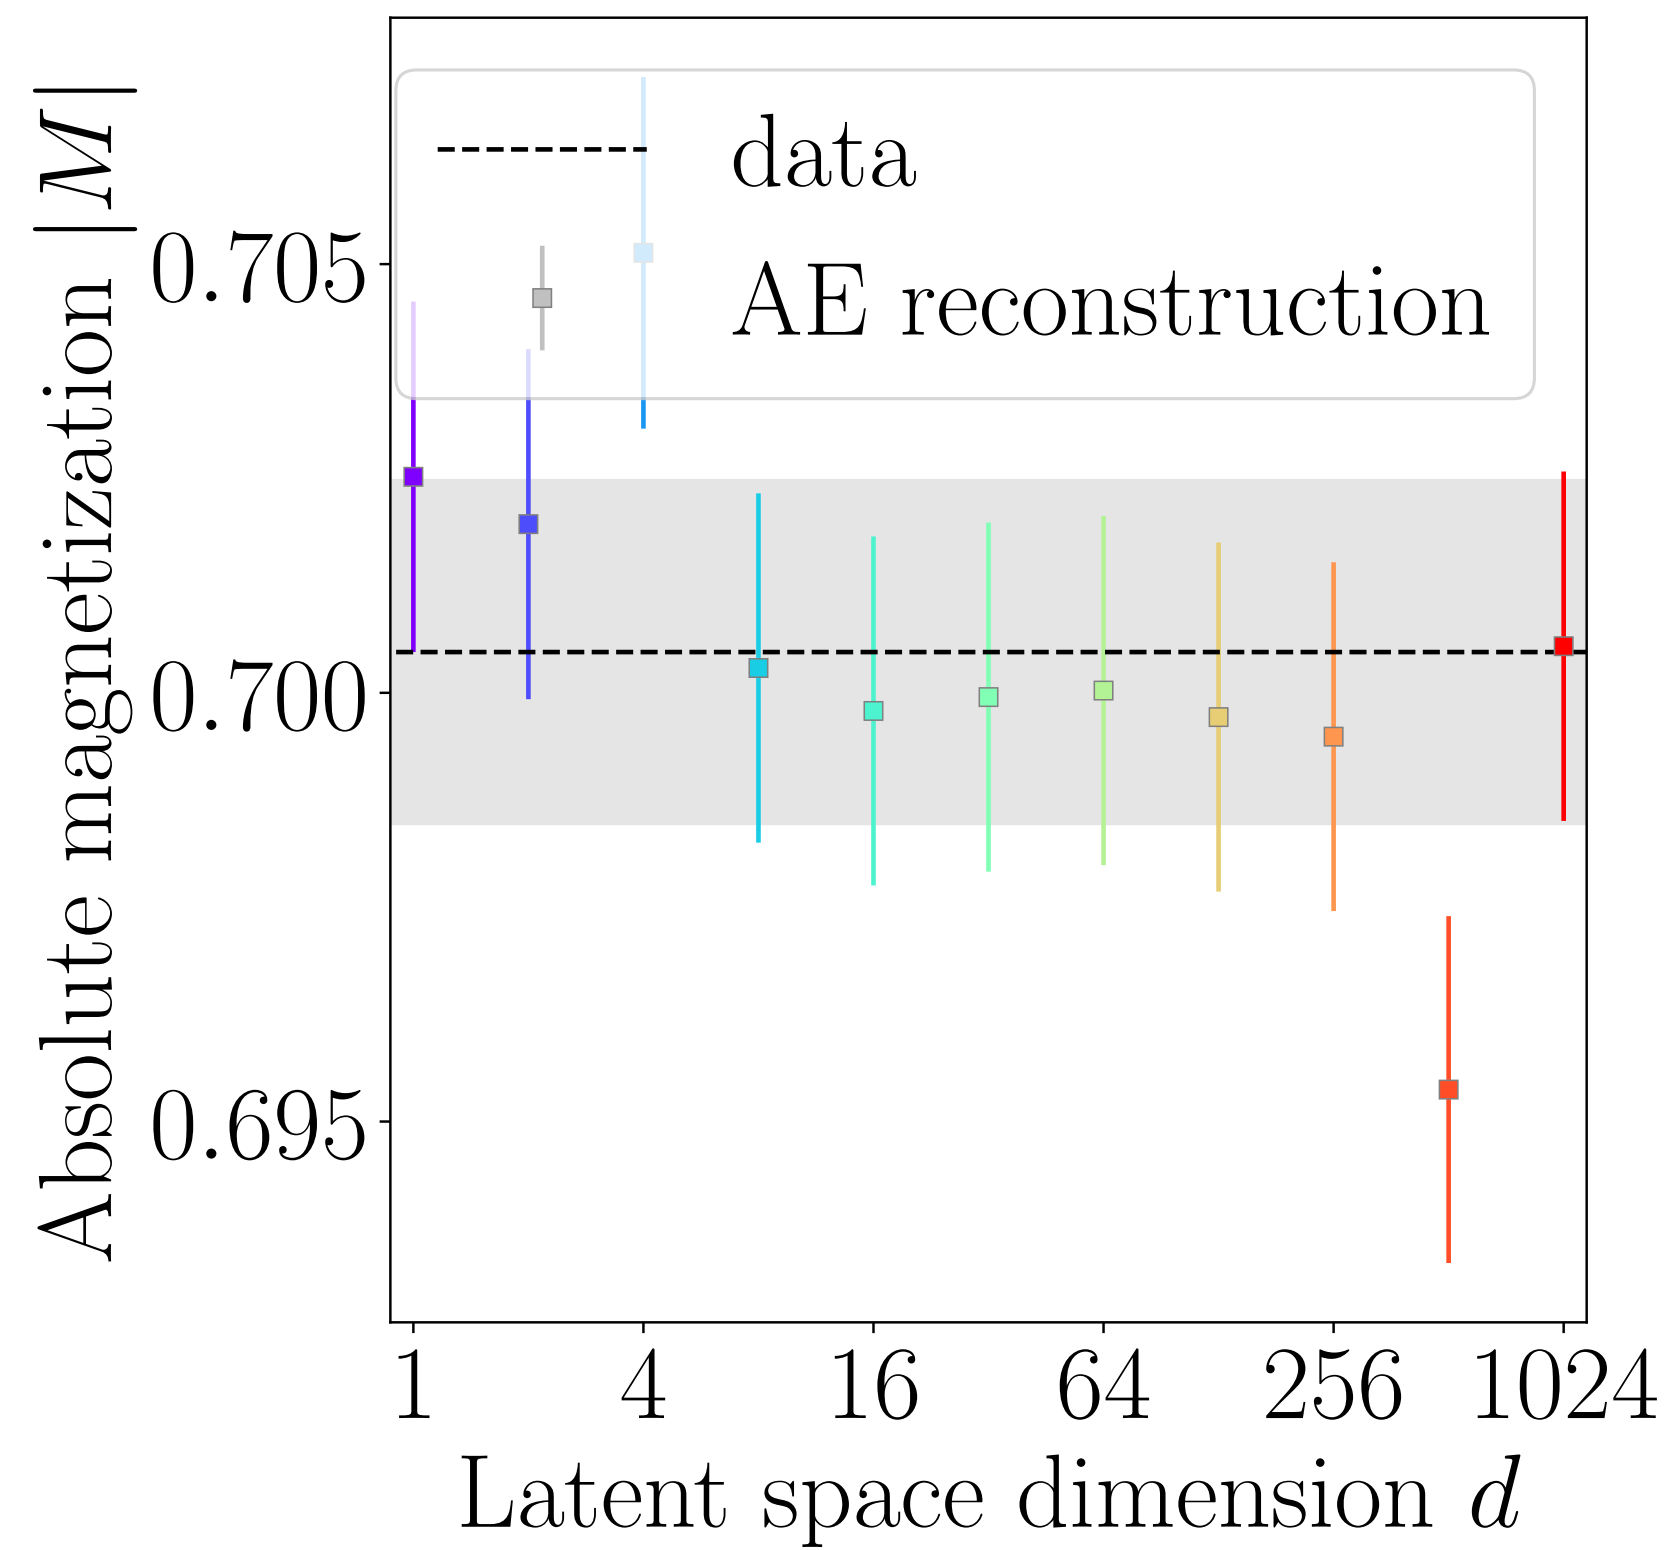 data
AE reconstruction
Absolute magnetization |M|
0.705
0.700
0.695
1 4 16 64 256 1024
Latent space dimension d